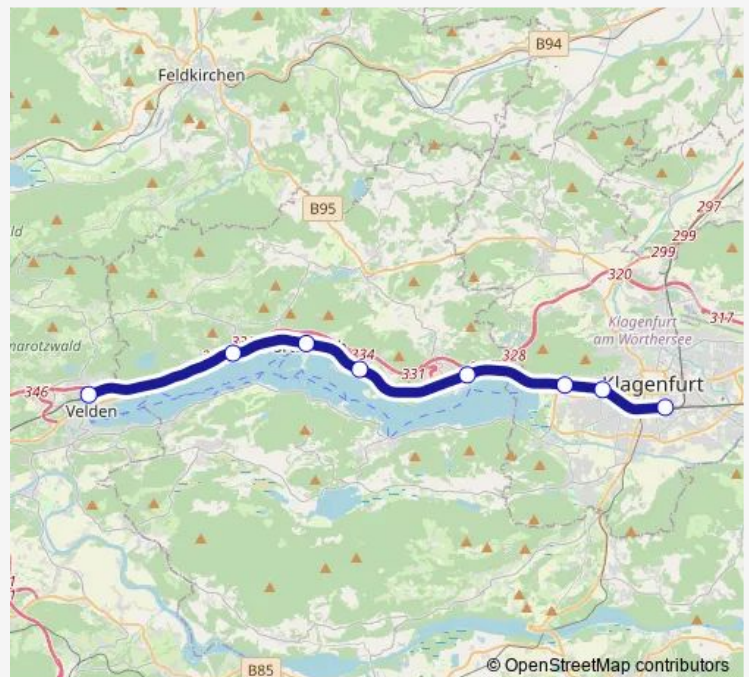 B94
Feldkirchen
297
B95
299
299
320
317
Klagenfurt
am Wörthersee
narotzwald
334
328
331
346
Klagenfurt
Velden
B85
© OpenStreetMap contributors